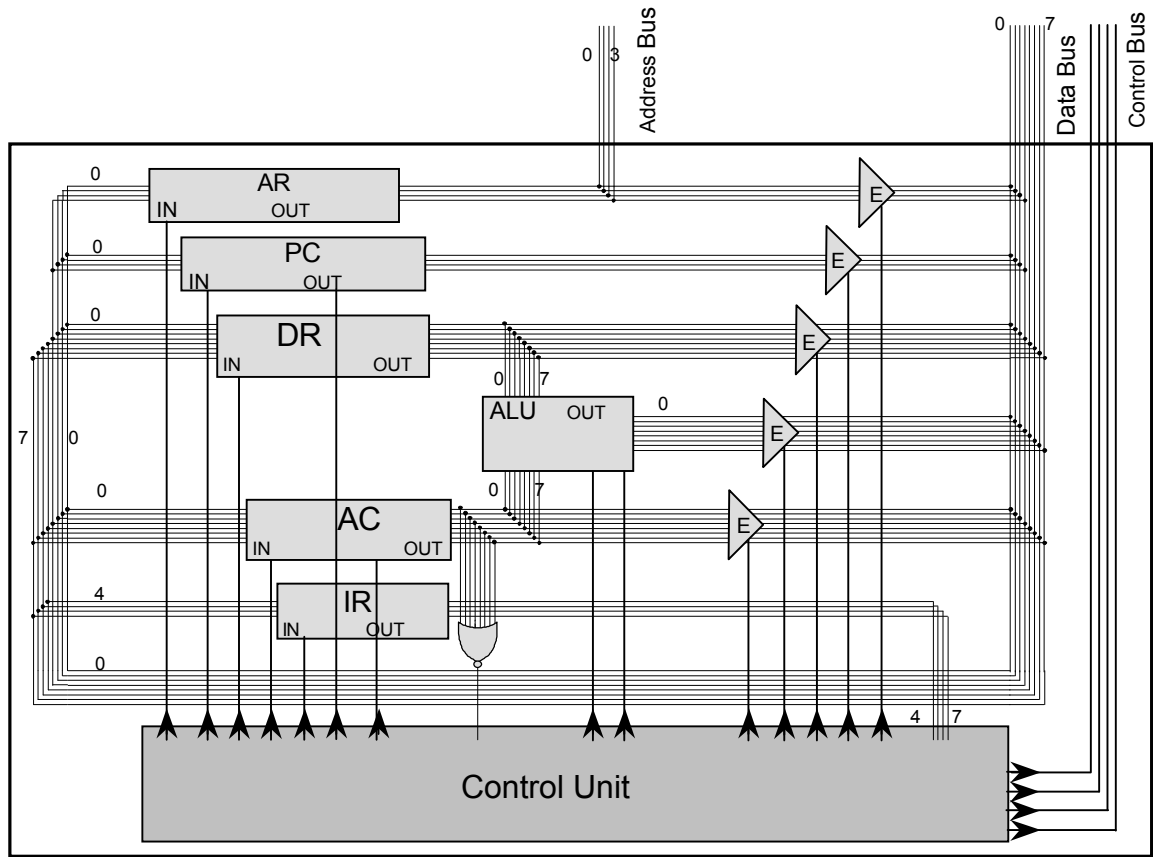 0 3
Address Bus
0 7
Data Bus
Control Bus
0
AR
IN OUT
E
0
PC
IN OUT
E
0
DR
IN OUT
E
0 7
ALU OUT
0
E
7 0
0
0 7
AC
IN OUT
E
4
IR
IN OUT
0
4 7
Control Unit